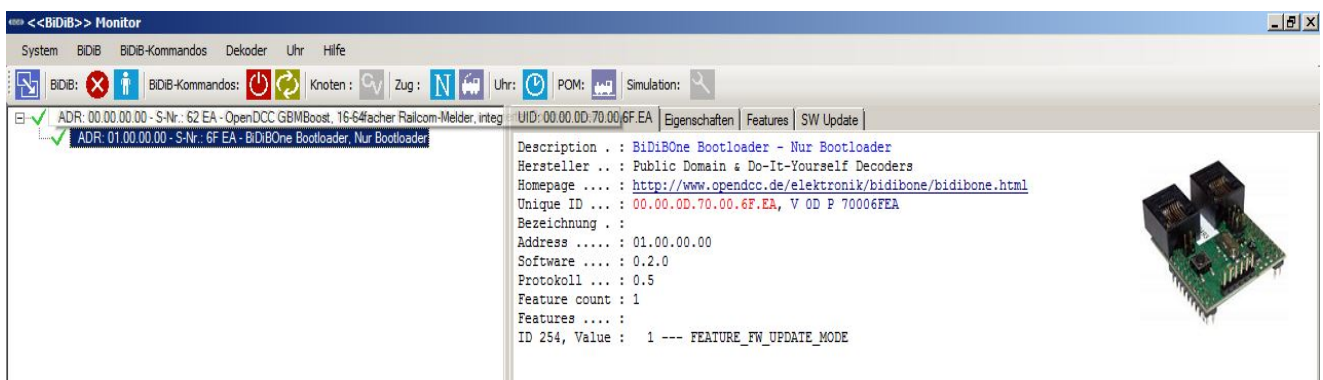 <<BiDiB>> Monitor
System BiDiB BiDiB-Kommandos Dekoder Uhr Hilfe
BiDiB: BiDiB-Kommandos: Knoten : CV Zug : N Uhr: POM: Simulation:
ADR: 00.00.00.00 - S-Nr.: 62 EA - OpenDCC GBMBoost, 16-64facher Railcom-Melder, integ
ADR: 01.00.00.00 - S-Nr.: 6F EA - BiDiBOne Bootloader, Nur Bootloader
UID: 00.00.0D.70.00.6F.EA Eigenschaften Features SW Update
Description . : BiDiBOne Bootloader - Nur Bootloader
Hersteller .. : Public Domain & Do-It-Yourself Decoders
Homepage .... : http://www.opendcc.de/elektronik/bidibone/bidibone.html
Unique ID ... : 00.00.0D.70.00.6F.EA, V 0D P 70006FEA
Bezeichnung . :
Address ..... : 01.00.00.00
Software .... : 0.2.0
Protokoll ... : 0.5
Feature count : 1
Features .... :
ID 254, Value : 1 --- FEATURE_FW_UPDATE_MODE